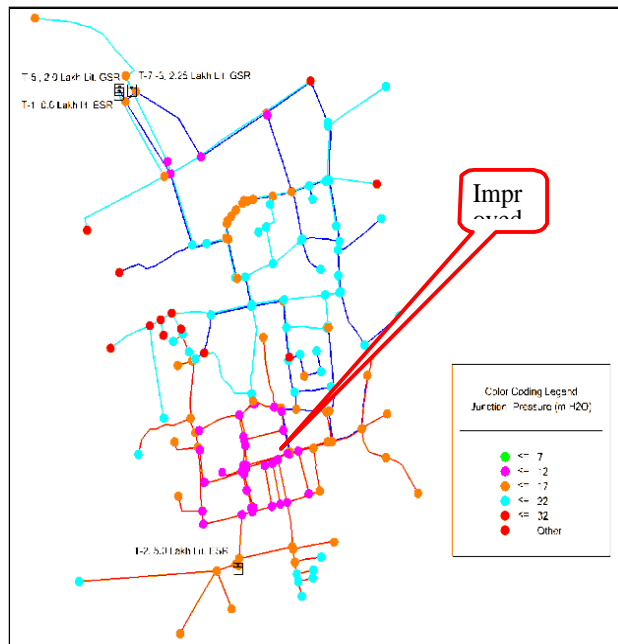 T-5, 2.0 Lakh Lit. GSR
T-7 -3, 2.25 Lakh Lit. GSR
T-1 0.0 Lakh lit ESR
Impr
oved
Color Coding Legend
Junction Pressure (m H2O)
<= 7
<= 12
<= 17
<= 22
<= 32
Other
T-2, 5.0 Lakh Lit. ESR